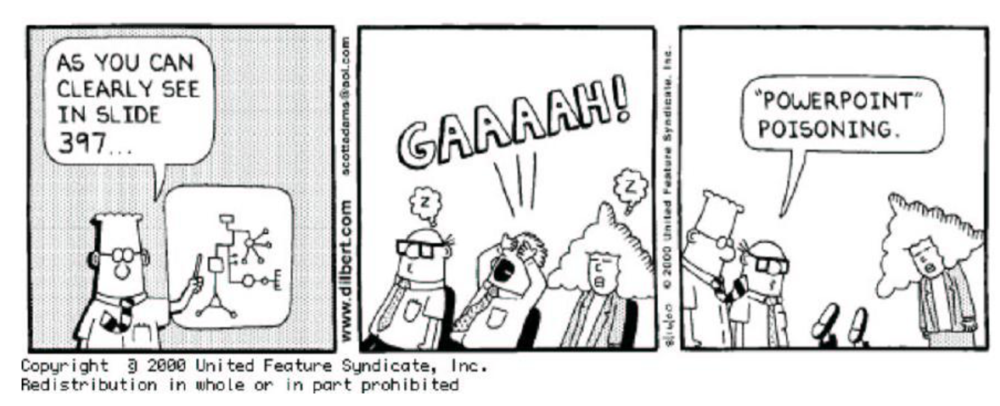 AS YOU CAN
CLEARLY SEE
IN SLIDE
397...
www.dilbert.com scottadams@aol.com
GAAAAH!
Z
Z
© 2000 United Feature Syndicate, Inc.
"POWERPOINT"
POISONING.
Copyright @ 2000 United Feature Syndicate, Inc.
Redistribution in whole or in part prohibited